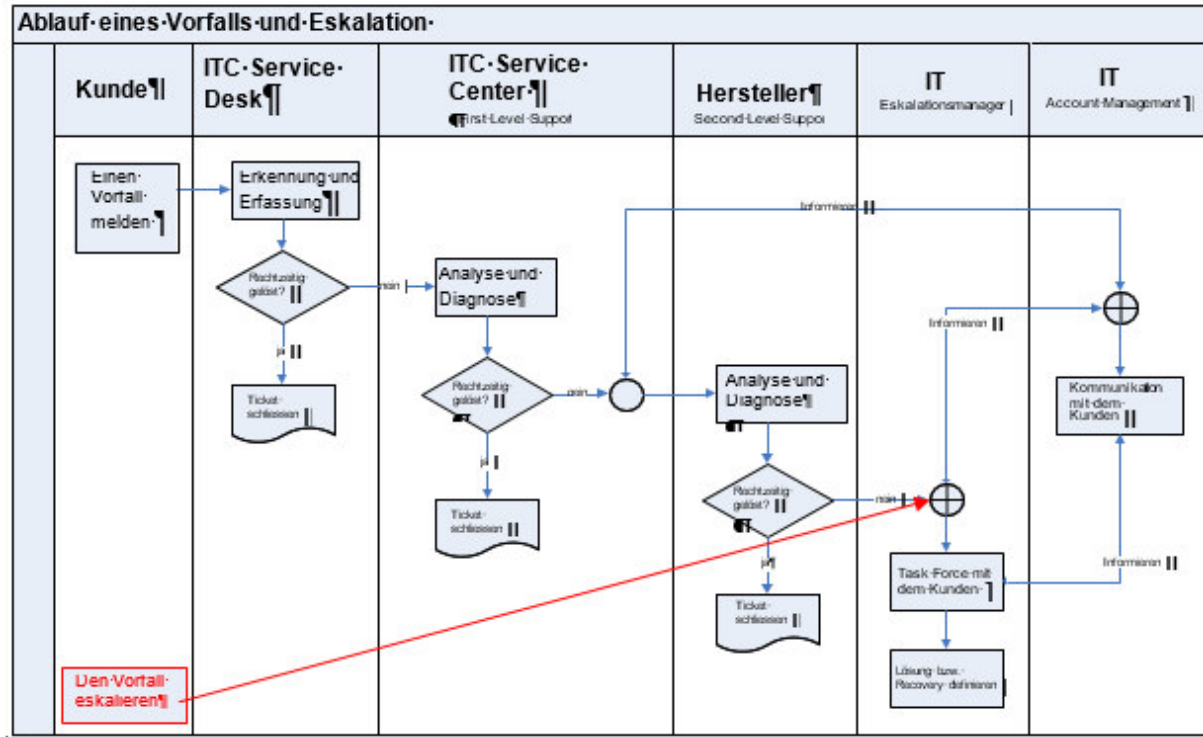 Ablauf·eines·Vorfalls·und·Eskalation·
Kunde¶
ITC·Service·
Desk¶
ITC·Service·
Center·¶
¶First·Level·Support
Hersteller¶
Second·Level·Suppor
IT
Eskalationsmanager
IT
Account·Management·¶
Einen·
Vorfall·
melden·¶
Erkennung·und
Erfassung¶
Rechtzeitig·
gelöst?
nein
ja
Ticket·
schliessen
Analyse·und·
Diagnose¶
Rechtzeitig·
gelöst?
¶
nein
ja
Ticket·
schliessen
Analyse·und·
Diagnose¶
¶
Rechtzeitig·
gelöst?
¶
nein
ja¶
Ticket·
schliessen
Informieren
Informieren
Kommunikation
mit·dem·
Kunden
Informieren
Task·Force·mit
dem·Kunden·¶
Lösung·bzw.·
Recovery·definieren
Den·Vorfall·
eskalieren¶